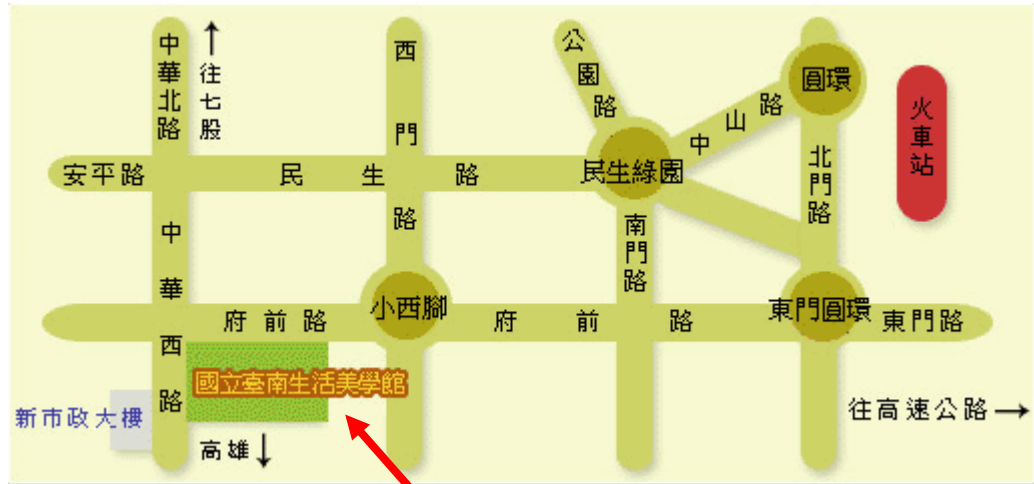 中華北路
往七股
西門路
公園路
圓環
中山路
火車站
安平路
民生路
民生綠園
北門路
中華西路
南門路
府前路
小西腳
府前路
東門圓環
東門路
國立臺南生活美學館
新市政大樓
往高速公路
高雄